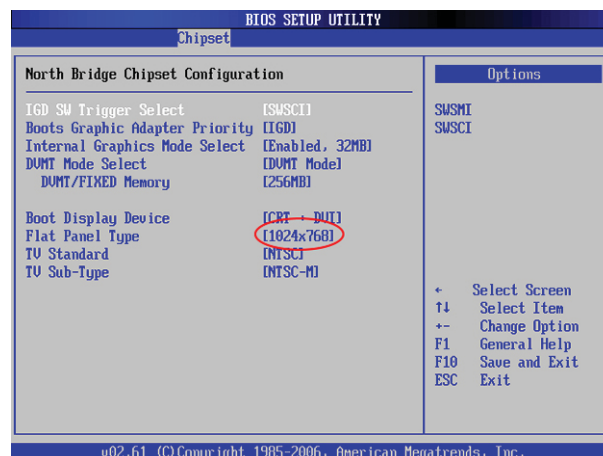 BIOS SETUP UTILITY
Chipset
North Bridge Chipset Configuration
Options
IGD SW Trigger Select [SWSCI]
Boots Graphic Adapter Priority [IGD]
Internal Graphics Mode Select [Enabled, 32MB]
DVMT Mode Select [DVMT Mode]
DVMT/FIXED Memory [256MB]
Boot Display Device [CRT + DVI]
Flat Panel Type [1024x768]
TV Standard [NTSC]
TV Sub-Type [NTSC-M]
SWSMI
SWSCI
← Select Screen
↑↓ Select Item
+- Change Option
F1 General Help
F10 Save and Exit
ESC Exit
v02.61 (C)Copyright 1985-2006, American Megatrends, Inc.